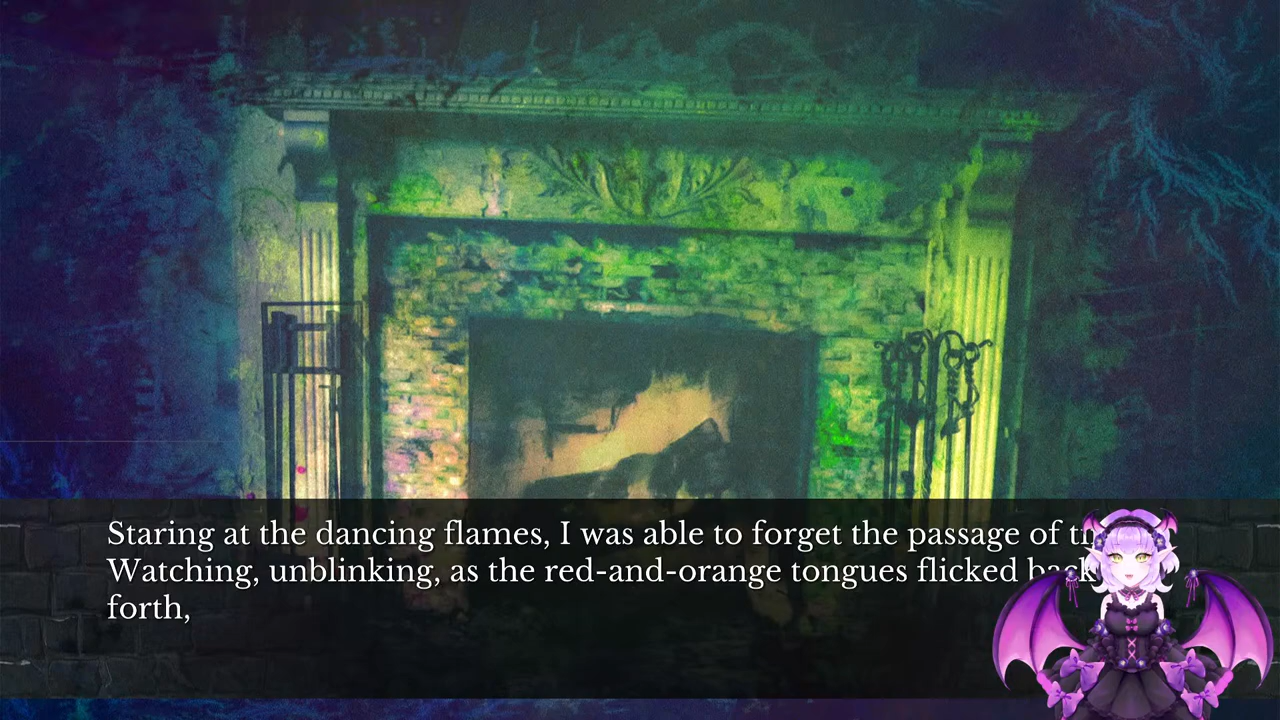 Staring at the dancing flames, I was able to forget the passage of
Watching, unblinking, as the red-and-orange tongues flicked back
forth,